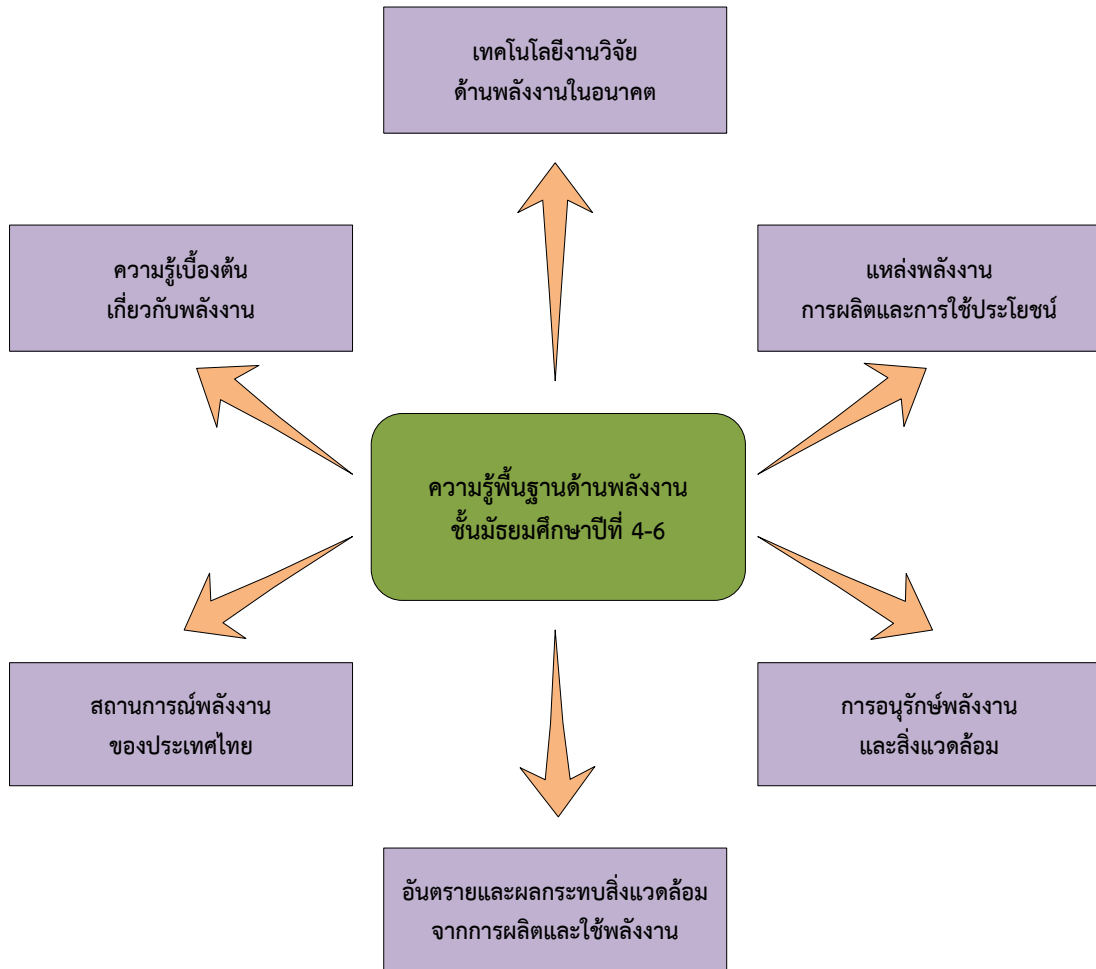 เทคโนโลยีงานวิจัย
ด้านพลังงานในอนาคต
ความรู้เบี้องต้น
เกี่ยวกับพลังงาน
แหล่งพลังงาน
การผลิตและการใช้ประโยชน์
ความรู้พื้นฐานด้านพลังงาน
ชั้นมัธยมศึกษาปีที่ 4-6
สถานการณ์พลังงาน
ของประเทศไทย
การอนุรักษ์พลังงาน
และสิ่งแวดล้อม
อันตรายและผลกระทบสิ่งแวดล้อม
จากการผลิตและใช้พลังงาน